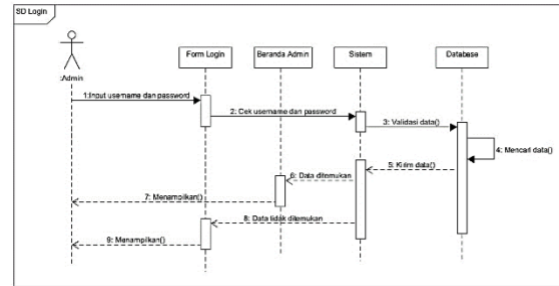 SD Login
Form Login
Beranda Admin
Sistem
Database
:Admin
1:Input username dan password
2: Cek username dan password
3: Validasi data()
4: Mencari data()
5: Kirim data()
6: Data ditemukan
7: Menampilkan()
8: Data tidak ditemukan
9: Menampilkan()